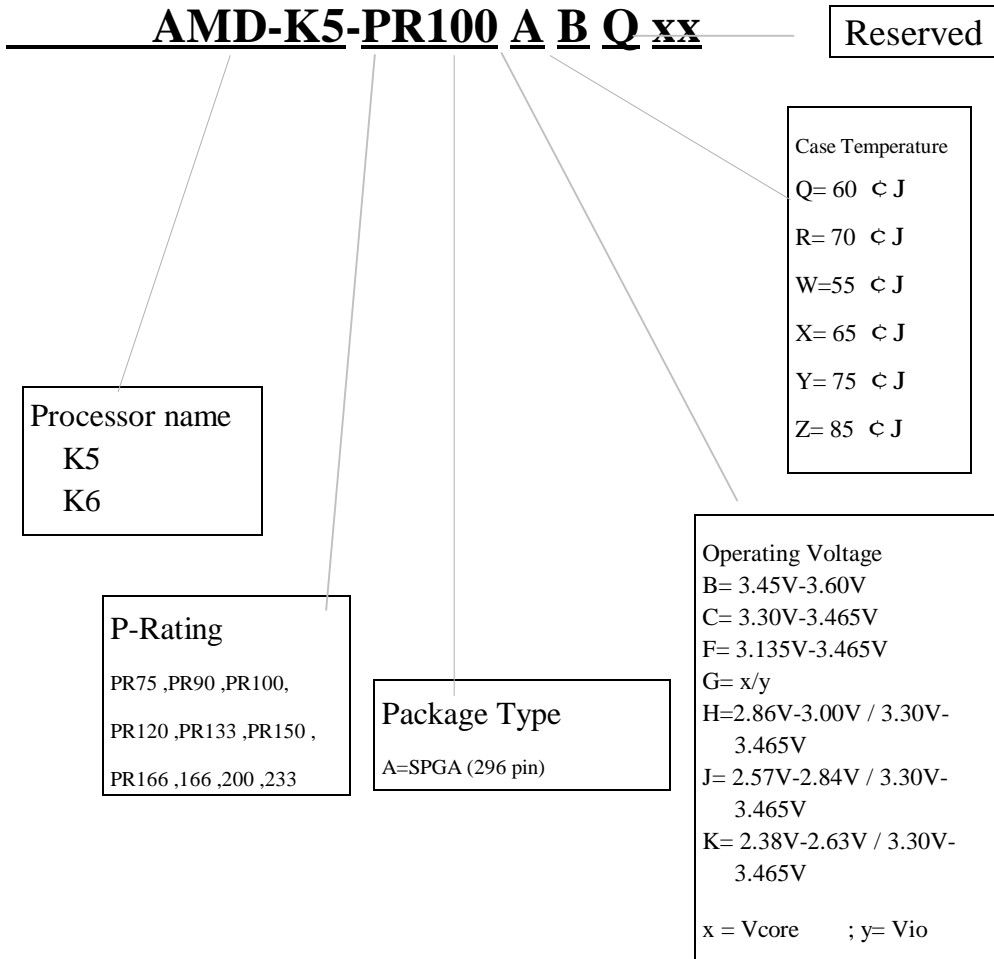 AMD-K5-PR100 A B Q xx
Reserved
Case Temperature
Q= 60 ¢J
R= 70 ¢J
W=55 ¢J
X= 65 ¢J
Y= 75 ¢J
Z= 85 ¢J
Processor name
K5
K6
P-Rating
PR75 ,PR90 ,PR100,
PR120 ,PR133 ,PR150 ,
PR166 ,166 ,200 ,233
Package Type
A=SPGA (296 pin)
Operating Voltage
B= 3.45V-3.60V
C= 3.30V-3.465V
F= 3.135V-3.465V
G= x/y
H=2.86V-3.00V / 3.30V-
3.465V
J= 2.57V-2.84V / 3.30V-
3.465V
K= 2.38V-2.63V / 3.30V-
3.465V
x = Vcore ; y= Vio